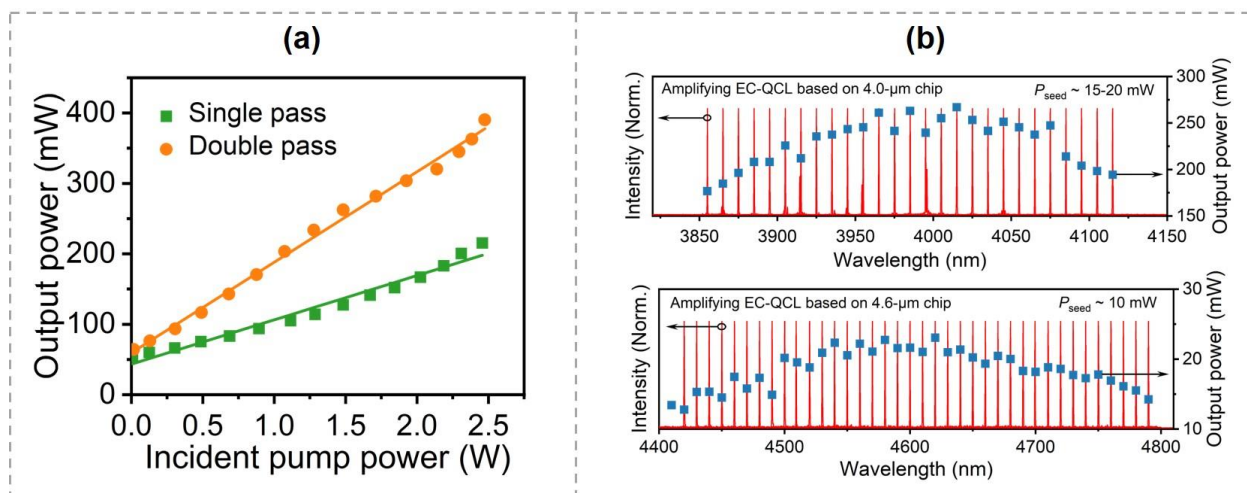 (a)
Output power (mW)
400
300
200
100
0
Single pass
Double pass
0.0 0.5 1.0 1.5 2.0 2.5
Incident pump power (W)
(b)
Intensity (Norm.)
Amplifying EC-QCL based on 4.0-μm chip
Pseed ~ 15-20 mW
300
250
200
150
Output power (mW)
3850 3900 3950 4000 4050 4100 4150
Wavelength (nm)
Intensity (Norm.)
Amplifying EC-QCL based on 4.6-μm chip
Pseed ~ 10 mW
30
20
10
Output power (mW)
4400 4500 4600 4700 4800
Wavelength (nm)